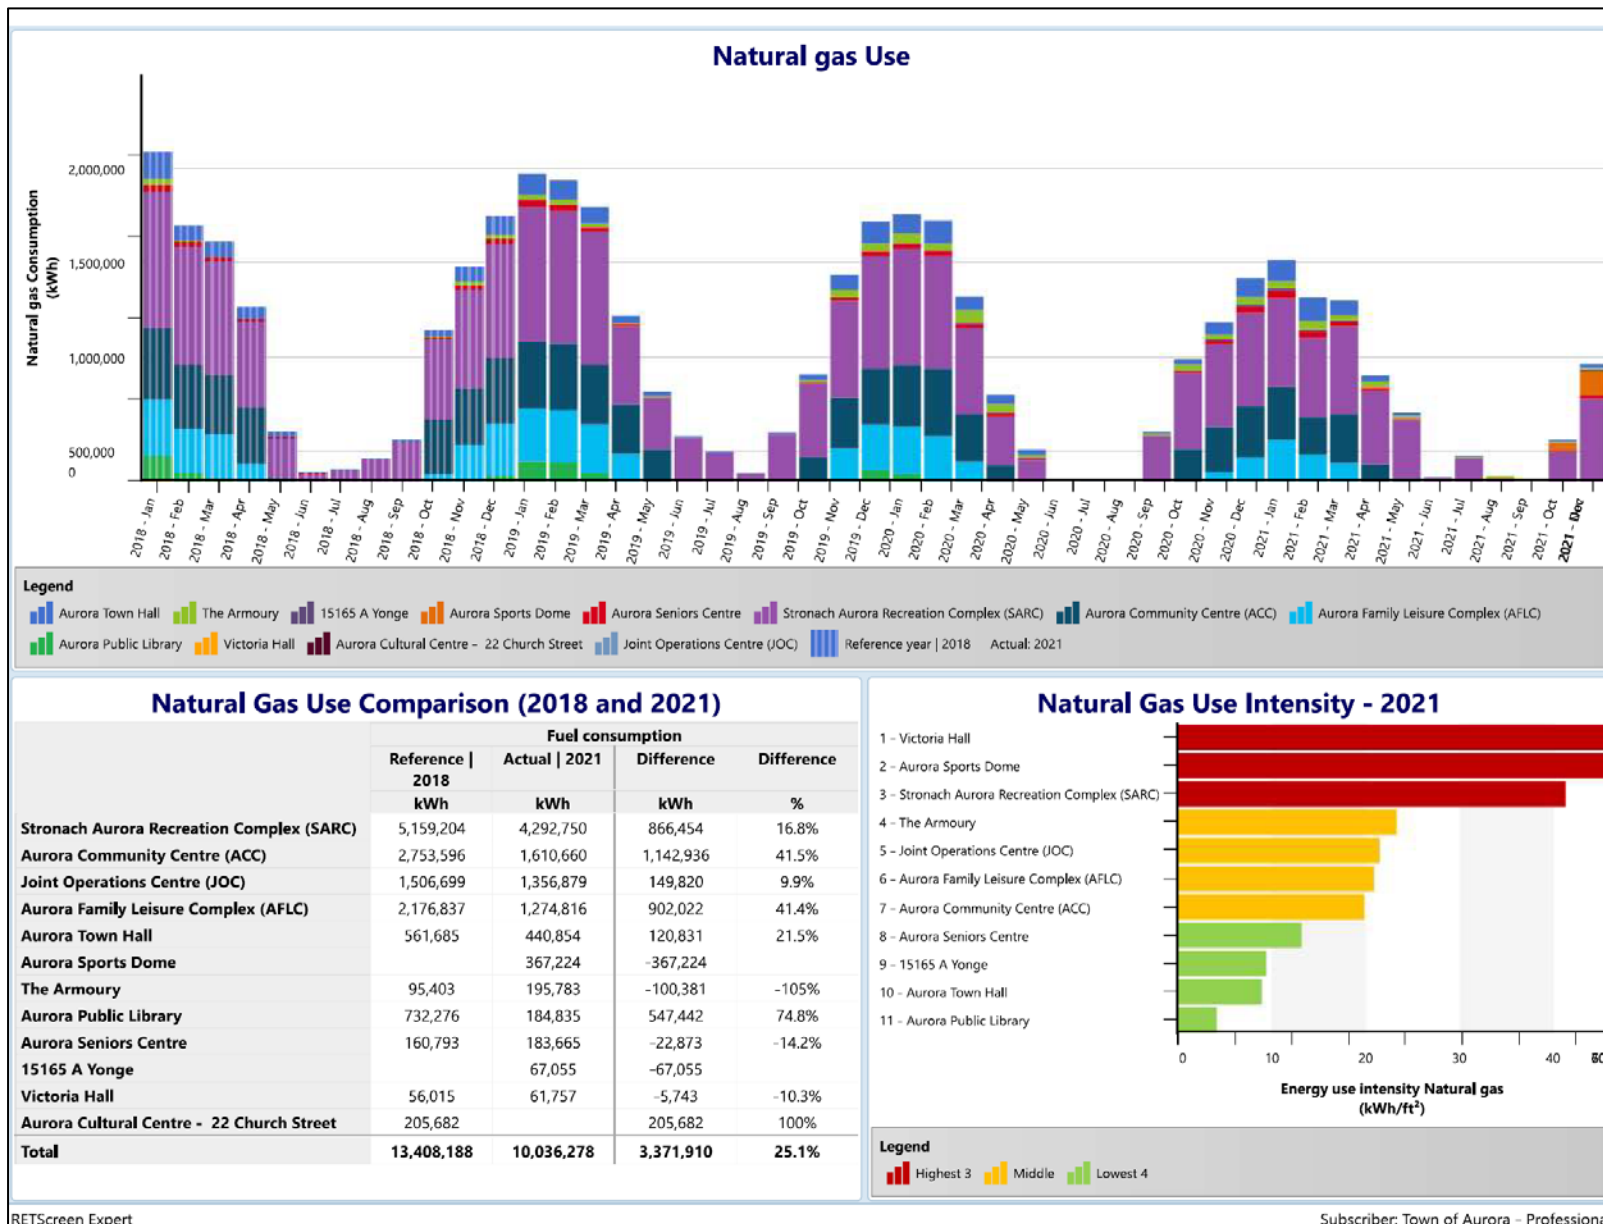 Natural gas Use
Natural gas Consumption
(kWh)
2,000,000
1,500,000
1,000,000
500,000
0
2018 - Jan
2018 - Feb
2018 - Mar
2018 - Apr
2018 - May
2018 - Jun
2018 - Jul
2018 - Aug
2018 - Sep
2018 - Oct
2018 - Nov
2018 - Dec
2019 - Jan
2019 - Feb
2019 - Mar
2019 - Apr
2019 - May
2019 - Jun
2019 - Jul
2019 - Aug
2019 - Sep
2019 - Oct
2019 - Nov
2019 - Dec
2020 - Jan
2020 - Feb
2020 - Mar
2020 - Apr
2020 - May
2020 - Jun
2020 - Jul
2020 - Aug
2020 - Sep
2020 - Oct
2020 - Nov
2020 - Dec
2021 - Jan
2021 - Feb
2021 - Mar
2021 - Apr
2021 - May
2021 - Jun
2021 - Jul
2021 - Aug
2021 - Sep
2021 - Oct
2021 -
Legend
Aurora Town Hall The Armoury 15165 A Yonge Aurora Sports Dome Aurora Seniors Centre Stronach Aurora Recreation Complex (SARC) Aurora Community Centre (ACC) Aurora Family Leisure Complex (AFLC)
Aurora Public Library Victoria Hall Aurora Cultural Centre - 22 Church Street Joint Operations Centre (JOC) Reference year | 2018 Actual: 2021
Natural Gas Use Comparison (2018 and 2021)
Fuel consumption
Reference | Actual | 2021 Difference Difference
2018
kWh kWh kWh %
Stronach Aurora Recreation Complex (SARC) 5,159,204 4,292,750 866,454 16.8%
Aurora Community Centre (ACC) 2,753,596 1,610,660 1,142,936 41.5%
Joint Operations Centre (JOC) 1,506,699 1,356,879 149,820 9.9%
Aurora Family Leisure Complex (AFLC) 2,176,837 1,274,816 902,022 41.4%
Aurora Town Hall 561,685 440,854 120,831 21.5%
Aurora Sports Dome 367,224 -367,224
The Armoury 95,403 195,783 -100,381 -105%
Aurora Public Library 732,276 184,835 547,442 74.8%
Aurora Seniors Centre 160,793 183,665 -22,873 -14.2%
15165 A Yonge 67,055 -67,055
Victoria Hall 56,015 61,757 -5,743 -10.3%
Aurora Cultural Centre - 22 Church Street 205,682 205,682 100%
Total 13,408,188 10,036,278 3,371,910 25.1%
Natural Gas Use Intensity - 2021
1 - Victoria Hall
2 - Aurora Sports Dome
3 - Stronach Aurora Recreation Complex (SARC)
4 - The Armoury
5 - Joint Operations Centre (JOC)
6 - Aurora Family Leisure Complex (AFLC)
7 - Aurora Community Centre (ACC)
8 - Aurora Seniors Centre
9 - 15165 A Yonge
10 - Aurora Town Hall
11 - Aurora Public Library
0 10 20 30 40
Energy use intensity Natural gas
(kWh/ft²)
Legend
Highest 3 Middle Lowest 4
RETScreen Expert
Subscriber: Town of Aurora - Professiona